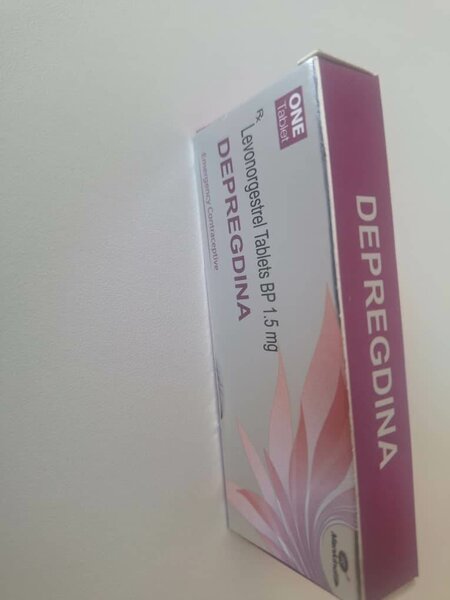 ONE
Tablet
Rx
Levonorgestrel Tablets BP 1.5 mg
DEPREGDINA
Emergency Contraceptive
DEPREGDINA